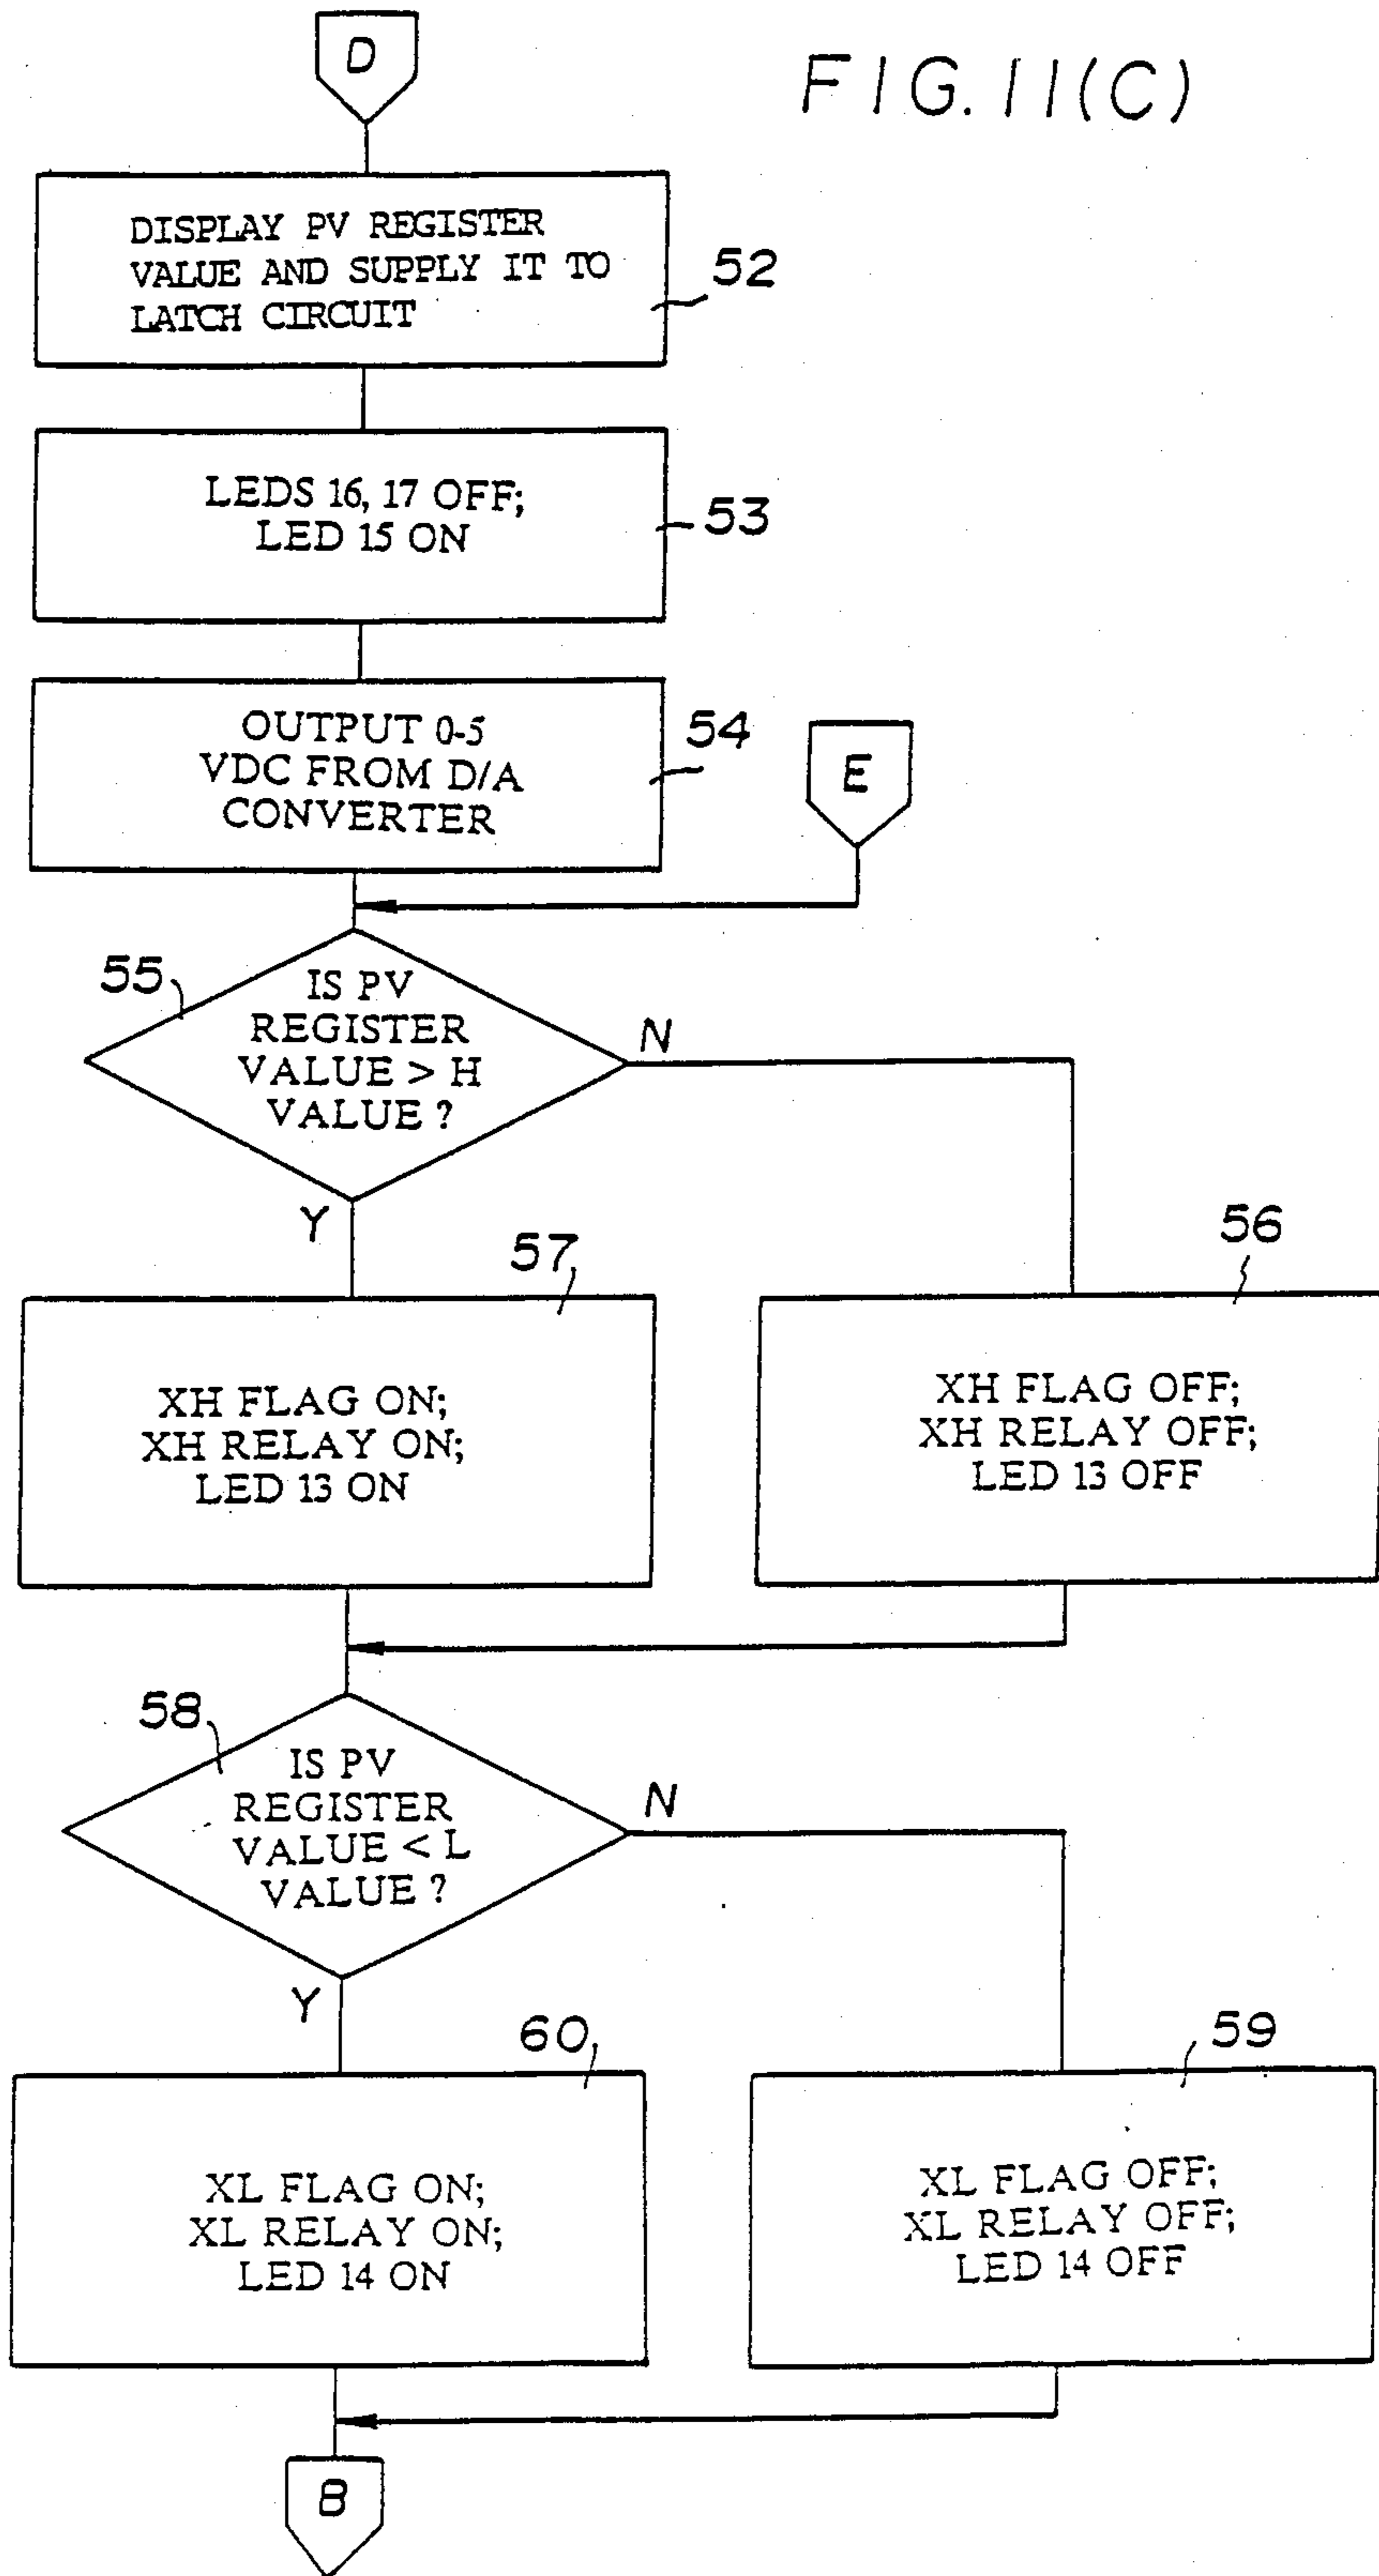 D
FIG. 11(C)
DISPLAY PV REGISTER
VALUE AND SUPPLY IT TO
LATCH CIRCUIT
52
LEDS 16, 17 OFF;
LED 15 ON
53
OUTPUT 0-5
VDC FROM D/A
CONVERTER
54
E
55
IS PV
REGISTER
VALUE > H
VALUE ?
N
Y
57
56
XH FLAG ON;
XH RELAY ON;
LED 13 ON
XH FLAG OFF;
XH RELAY OFF;
LED 13 OFF
58
IS PV
REGISTER
VALUE < L
VALUE ?
N
Y
60
59
XL FLAG ON;
XL RELAY ON;
LED 14 ON
XL FLAG OFF;
XL RELAY OFF;
LED 14 OFF
B